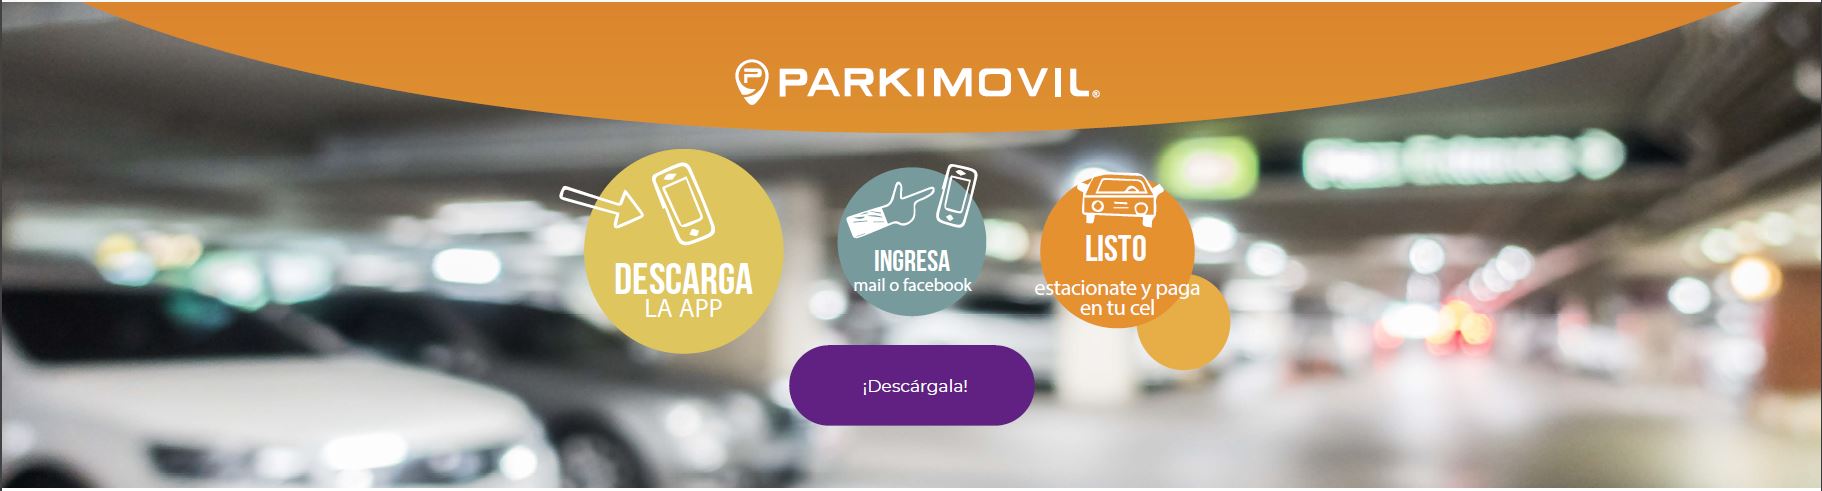 PARKIMOVIL®
DESCARGA
LA APP
INGRESA
mail o facebook
LISTO
estacionate y paga
en tu cel
¡Descárgala!